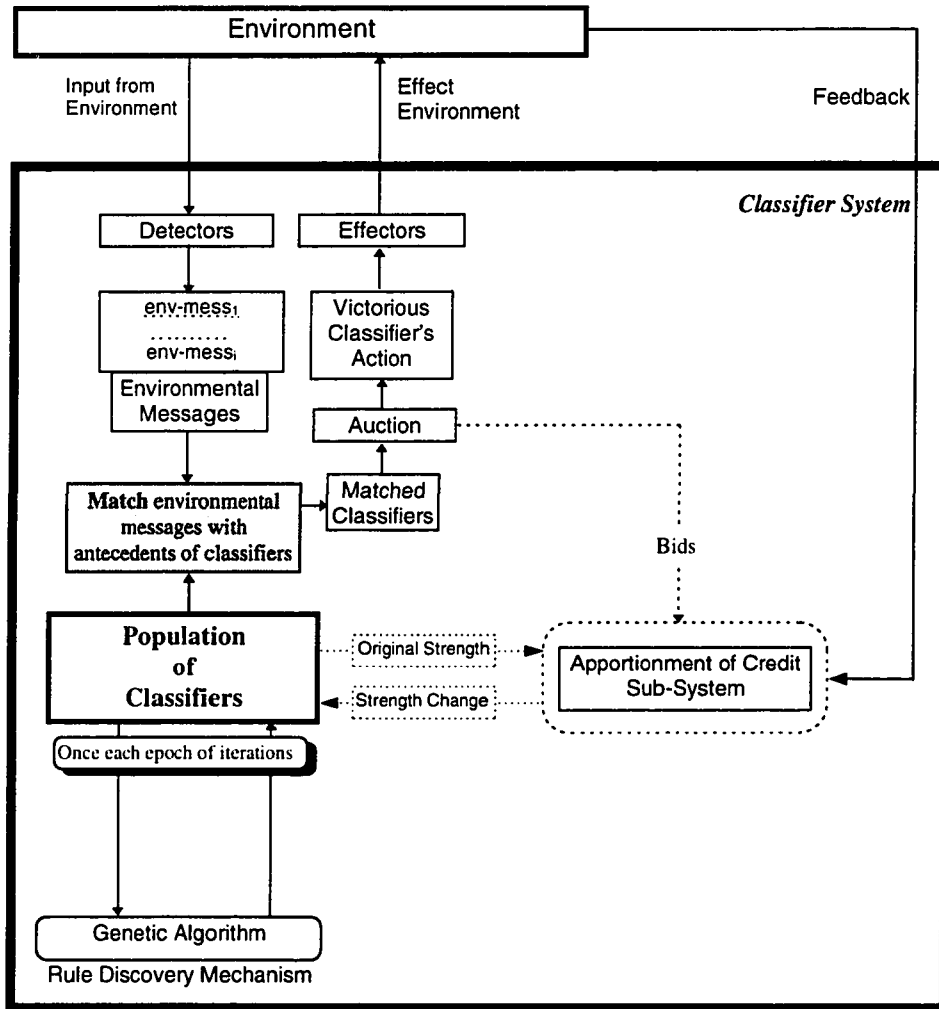 Environment
Input from
Environment
Effect
Environment
Feedback
Classifier System
Detectors
Effectors
env-mess1
..........
env-messi
Environmental
Messages
Victorious
Classifier's
Action
Auction
Matched
Classifiers
Match environmental
messages with
antecedents of classifiers
Bids
Population
of
Classifiers
Original Strength
Strength Change
Apportionment of Credit
Sub-System
Once each epoch of iterations
Genetic Algorithm
Rule Discovery Mechanism